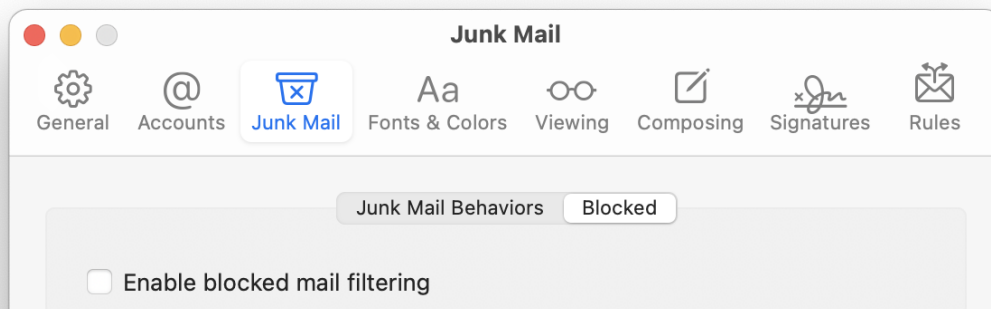 Junk Mail
General Accounts Junk Mail Fonts & Colors Viewing Composing Signatures Rules
Junk Mail Behaviors Blocked
Enable blocked mail filtering